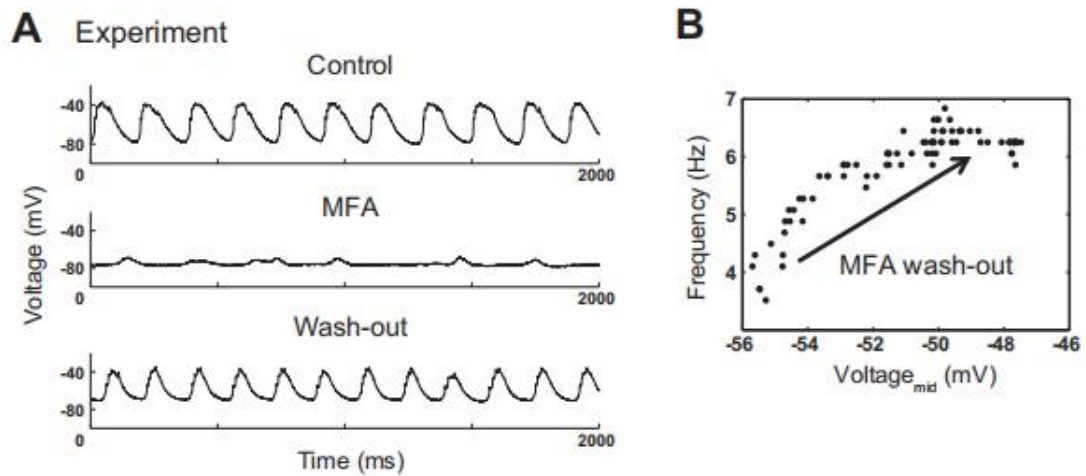 A Experiment
Control
-40
-80
0 2000
MFA
-40
-80
0 2000
Wash-out
-40
-80
0 2000
Voltage (mV)
Time (ms)
B
7
6
5
4
-56 -54 -52 -50 -48 -46
Frequency (Hz)
MFA wash-out
Voltage_mid (mV)